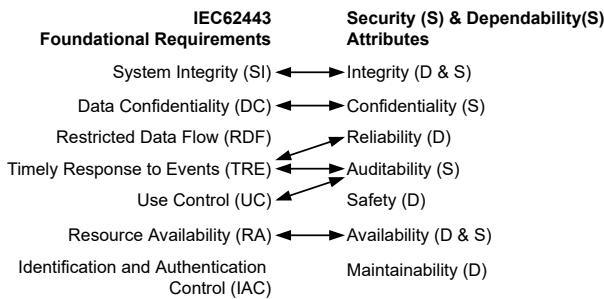 IEC62443 Security (S) & Dependability(S)
Foundational Requirements Attributes
System Integrity (SI) Integrity (D & S)
Data Confidentiality (DC) Confidentiality (S)
Restricted Data Flow (RDF) Reliability (D)
Timely Response to Events (TRE) Auditability (S)
Use Control (UC) Safety (D)
Resource Availability (RA) Availability (D & S)
Identification and Authentication Maintainability (D)
Control (IAC)